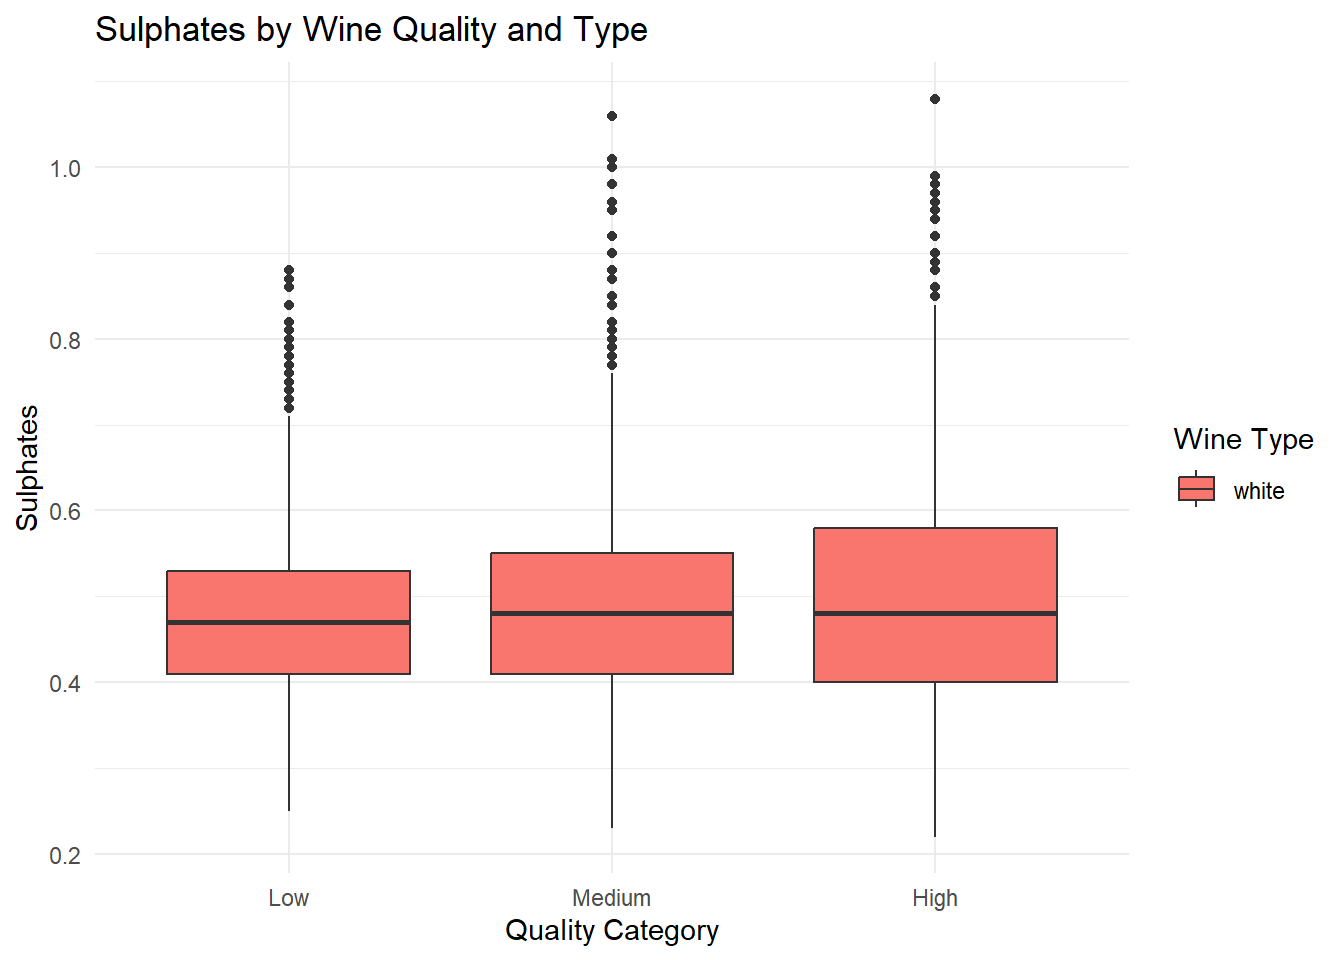 Sulphates by Wine Quality and Type
1.0
0.8
0.6
0.4
0.2
Sulphates
Low Medium High
Quality Category
Wine Type
white